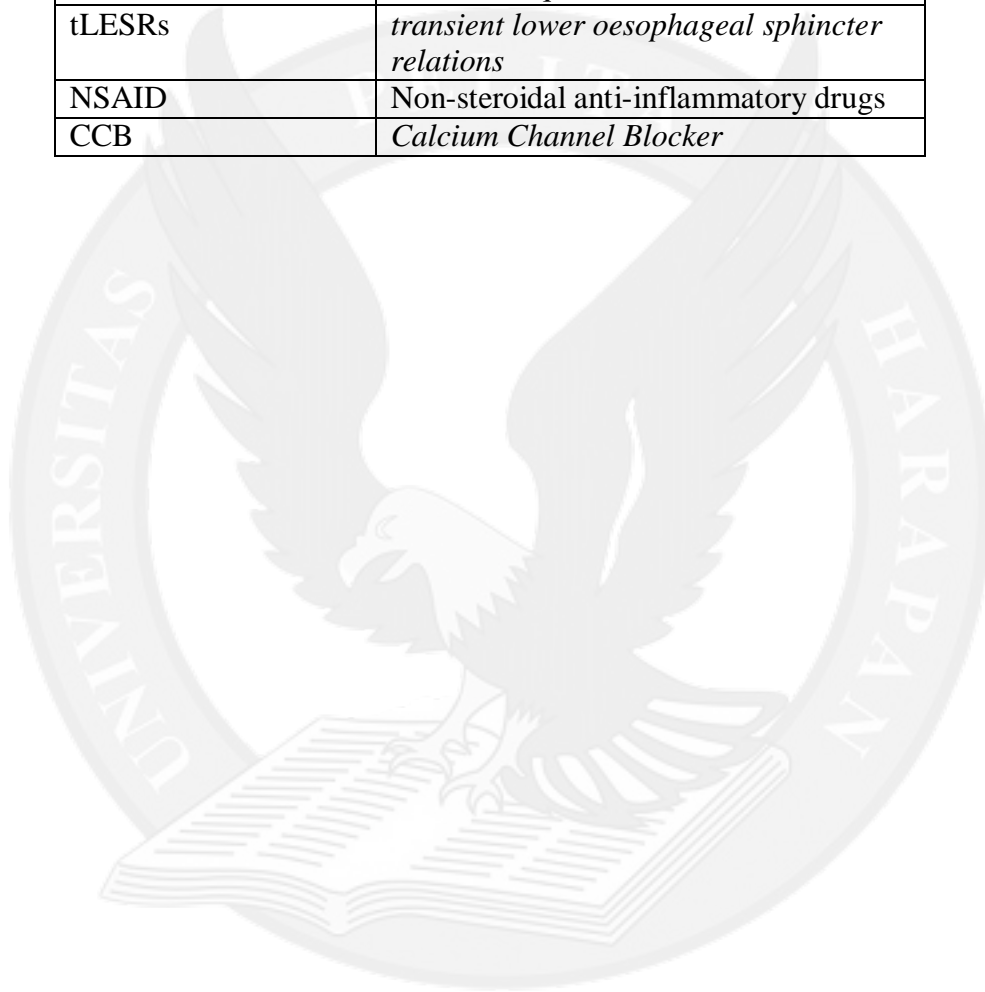 tLESRs transient lower oesophageal sphincter
relations
NSAID Non-steroidal anti-inflammatory drugs
CCB Calcium Channel Blocker
UNIVERSITAS
HARAPAN